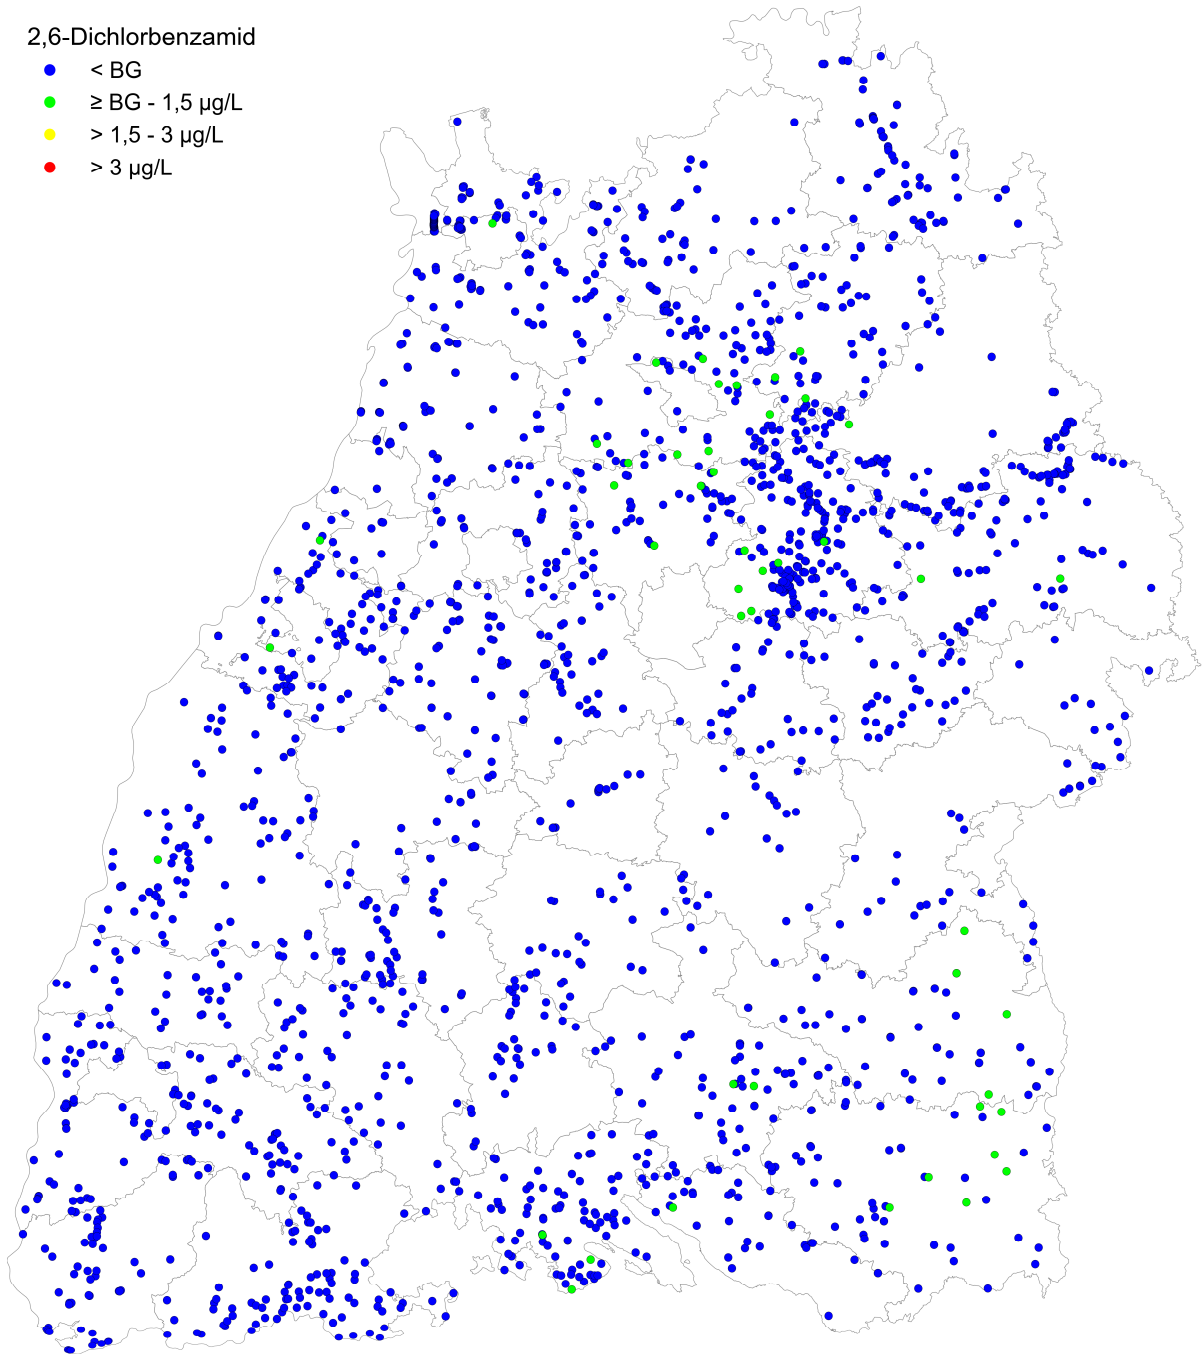 2,6-Dichlorbenzamid
< BG
≥ BG - 1,5 µg/L
> 1,5 - 3 µg/L
> 3 µg/L